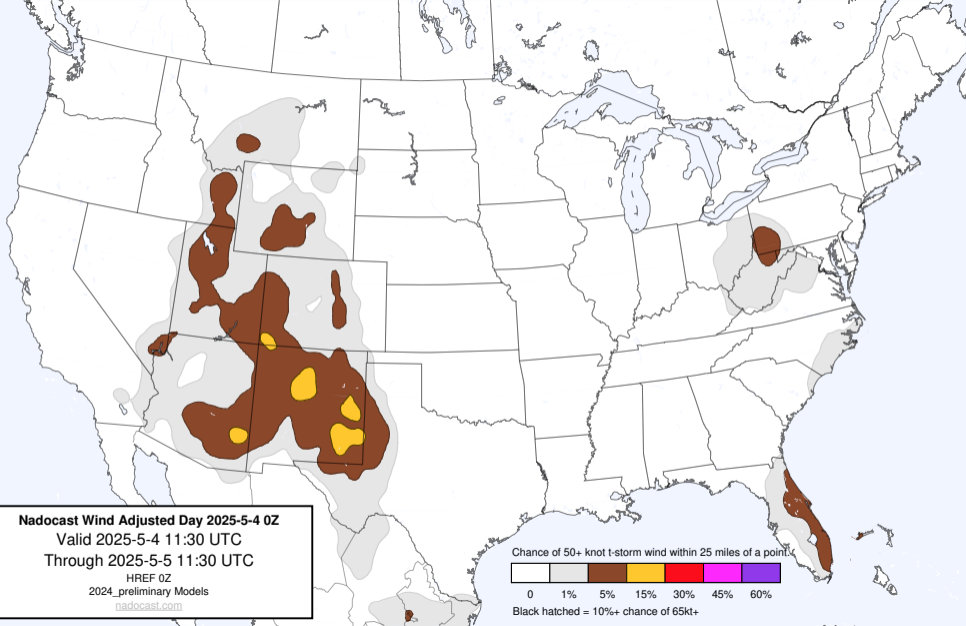 Nadocast Wind Adjusted Day 2025-5-4 0Z
Valid 2025-5-4 11:30 UTC
Through 2025-5-5 11:30 UTC
HREF 0Z
2024_preliminary Models
nadocast.com
Chance of 50+ knot t-storm wind within 25 miles of a point.
0 1% 5% 15% 30% 45% 60%
Black hatched = 10%+ chance of 65kt+